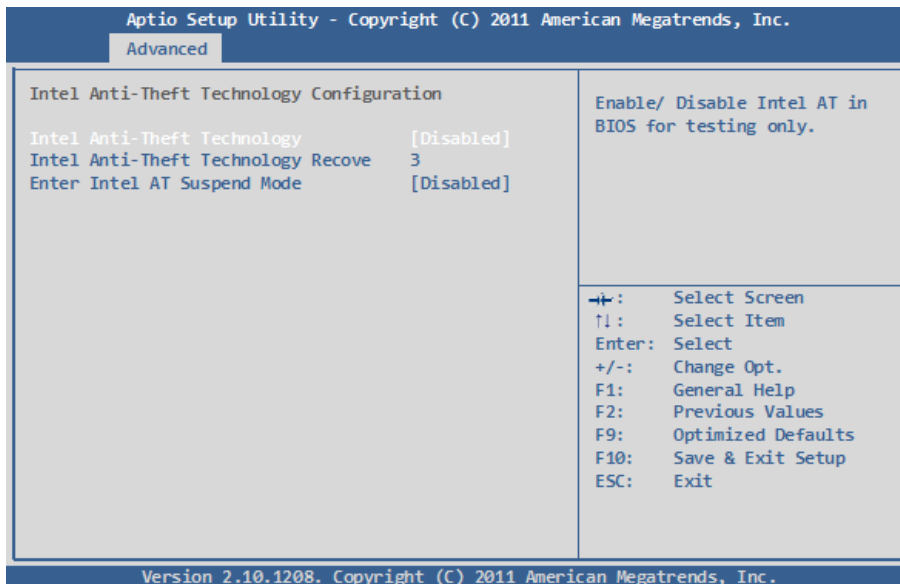 Aptio Setup Utility - Copyright (C) 2011 American Megatrends, Inc.
Advanced
Intel Anti-Theft Technology Configuration
Intel Anti-Theft Technology [Disabled]
Intel Anti-Theft Technology Recove 3
Enter Intel AT Suspend Mode [Disabled]
Enable/ Disable Intel AT in
BIOS for testing only.
→←: Select Screen
↑↓: Select Item
Enter: Select
+/-: Change Opt.
F1: General Help
F2: Previous Values
F9: Optimized Defaults
F10: Save & Exit Setup
ESC: Exit
Version 2.10.1208. Copyright (C) 2011 American Megatrends, Inc.